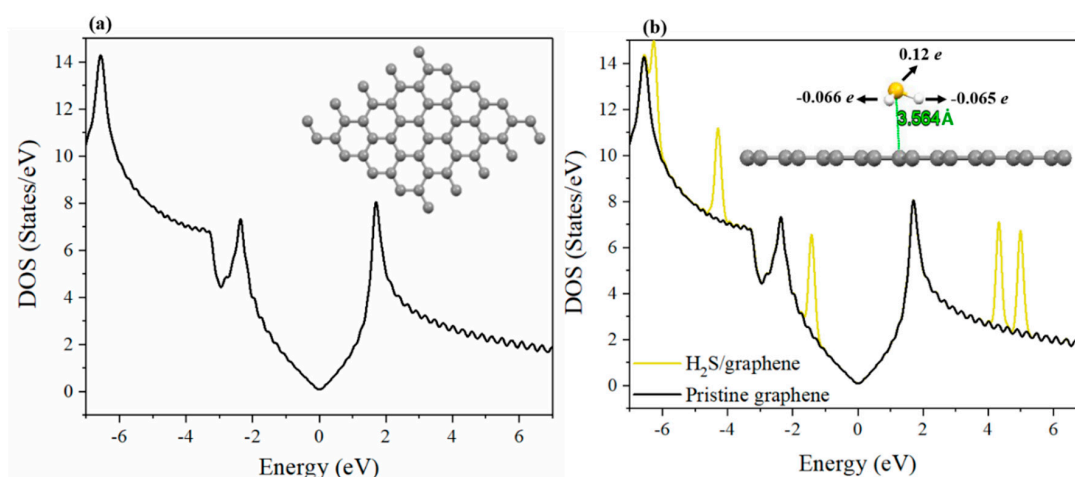 (a)
DOS (States/eV)
14
12
10
8
6
4
2
0
-6
-4
-2
0
2
4
6
Energy (eV)
(b)
DOS (States/eV)
14
12
10
8
6
4
2
0
0.12 e
-0.066 e
-0.065 e
3.564Å
H₂S/graphene
Pristine graphene
-6
-4
-2
0
2
4
6
Energy (eV)